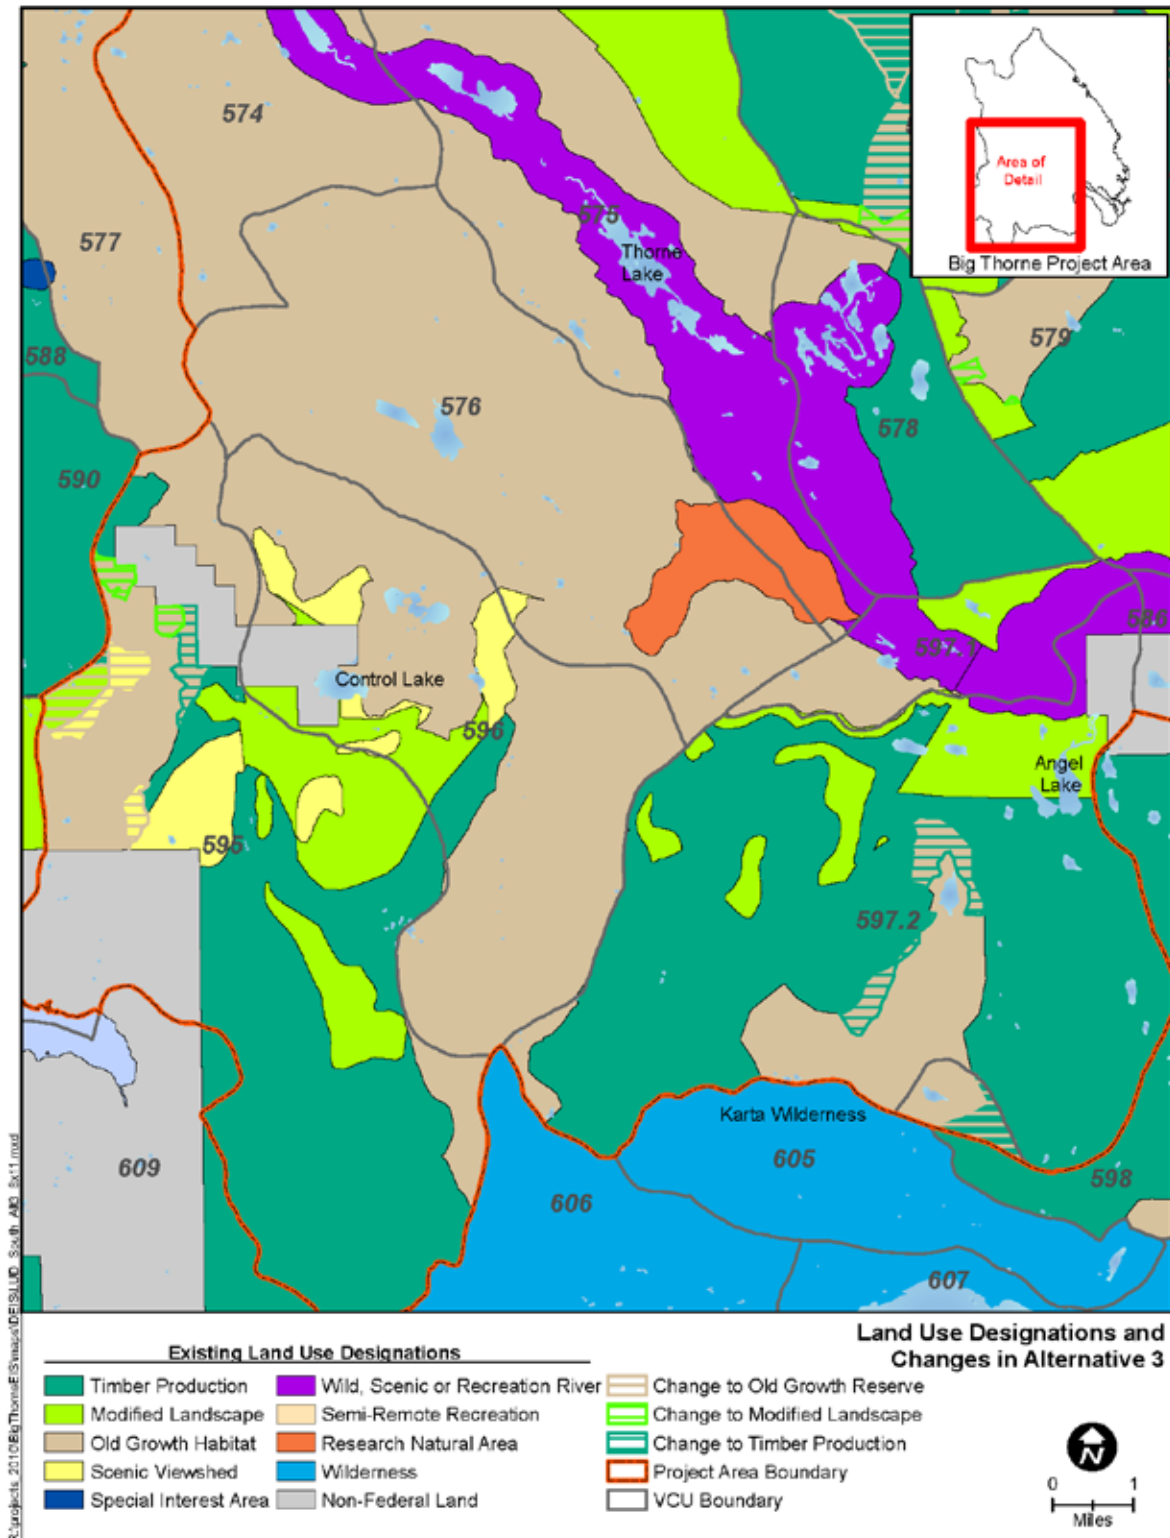 574
575
Thorne
Lake
577
588
576
590
578
579
Area of
Detail
Big Thorne Project Area
586
597.1
Control Lake
596
595
Angel
Lake
597.2
Karta Wilderness
605
598
606
609
607
Land Use Designations and
Changes in Alternative 3
Existing Land Use Designations
Timber Production
Modified Landscape
Old Growth Habitat
Scenic Viewshed
Special Interest Area
Wild, Scenic or Recreation River
Semi-Remote Recreation
Research Natural Area
Wilderness
Non-Federal Land
Change to Old Growth Reserve
Change to Modified Landscape
Change to Timber Production
Project Area Boundary
VCU Boundary
N
0 1
Miles